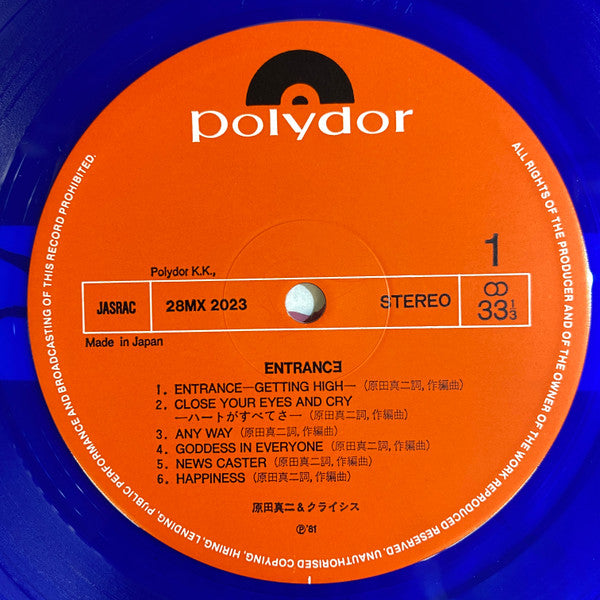 polydor
ALL RIGHTS OF THE PRODUCER AND OF THE OWNER OF THE WORK REPRODUCED RESERVED. UNAUTHORISED COPYING, HIRING, LENDING, PUBLIC PERFORMANCE AND BROADCASTING OF THIS RECORD PROHIBITED.
1
Polydor K.K.,
JASRAC 28MX 2023 STEREO 33 1/3
Made in Japan
ENTRANCE
1. ENTRANCE—GETTING HIGH— (原田真二詞, 作編曲)
2. CLOSE YOUR EYES AND CRY
—ハートがすべてさ— (原田真二詞, 作編曲)
3. ANY WAY (原田真二詞, 作編曲)
4. GODDESS IN EVERYONE (原田真二詞, 作編曲)
5. NEWS CASTER (原田真二詞, 作編曲)
6. HAPPINESS (原田真二詞, 作編曲)
原田真二&クライシス
℗'81